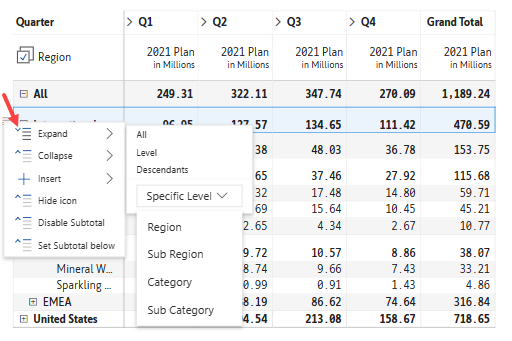 Quarter > Q1 > Q2 > Q3 > Q4 Grand Total
Region 2021 Plan 2021 Plan 2021 Plan 2021 Plan 2021 Plan
in Millions in Millions in Millions in Millions in Millions
All 249.31 322.11 347.74 270.09 1,189.24
134.65 111.42 470.59
Expand
All
38 48.03 36.78 153.75
Collapse
Level
Descendants
65 37.46 27.92 115.68
Insert
Specific Level
32 17.48 14.80 59.71
Hide icon
69 15.64 10.45 45.21
Disable Subtotal
Region
2.65 4.34 2.67 10.77
Set Subtotal below
Sub Region
9.72 10.57 8.86 38.07
Mineral W... 8.74 9.66 7.43 33.21
Category
Sparkling ... 0.99 0.91 1.43 4.86
EMEA 8.19 86.62 74.64 316.84
Sub Category
United States 4.54 213.08 158.67 718.65